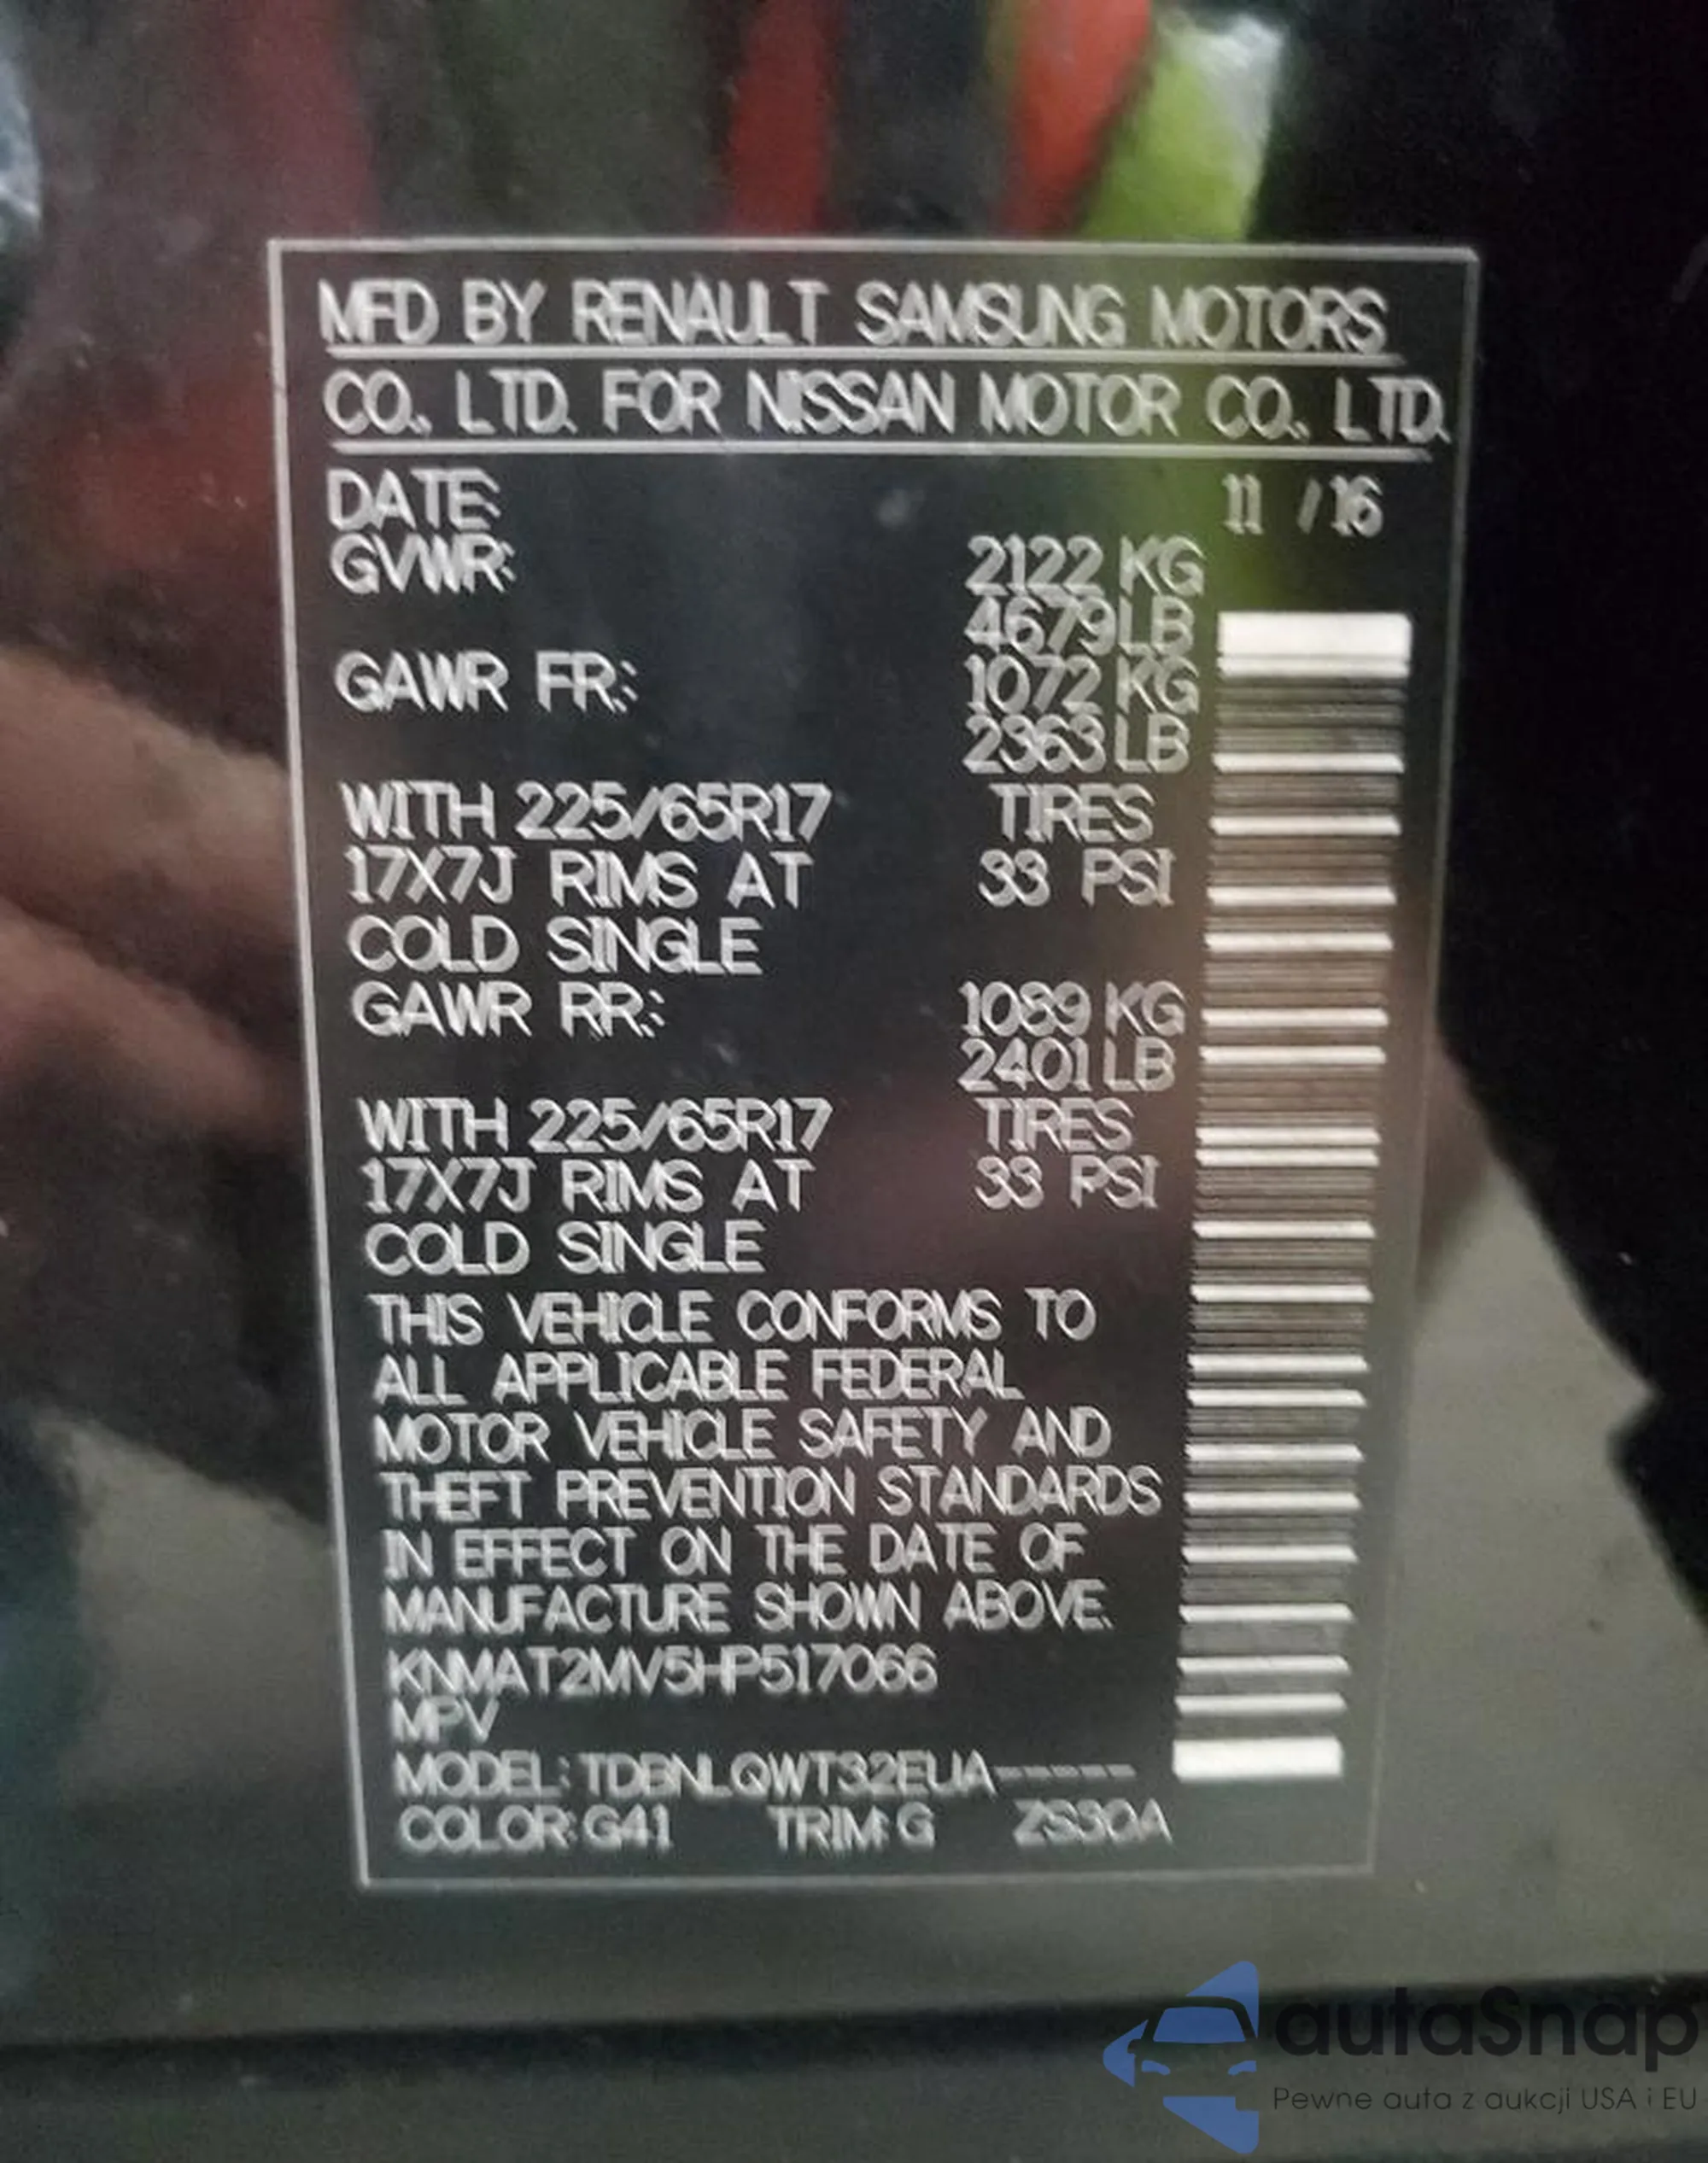 MFD BY RENAULT SAMSUNG MOTORS
CO., LTD. FOR NISSAN MOTOR CO., LTD.
DATE: 11 / 16
GVWR: 2122 KG
4679 LB
GAWR FR.: 1072 KG
2363 LB
WITH 225/65R17 TIRES
17X7J RIMS AT 33 PSI
COLD SINGLE
GAWR RR.: 1089 KG
2401 LB
WITH 225/65R17 TIRES
17X7J RIMS AT 33 PSI
COLD SINGLE
THIS VEHICLE CONFORMS TO
ALL APPLICABLE FEDERAL
MOTOR VEHICLE SAFETY AND
THEFT PREVENTION STANDARDS
IN EFFECT ON THE DATE OF
MANUFACTURE SHOWN ABOVE.
KNMAT2MV5HP517066
MPV
MODEL: TDBNLQWT32EUA-----
COLOR: G41 TRIM: G ZS30A
autaSnap
Pewne auta z aukcji USA i EU